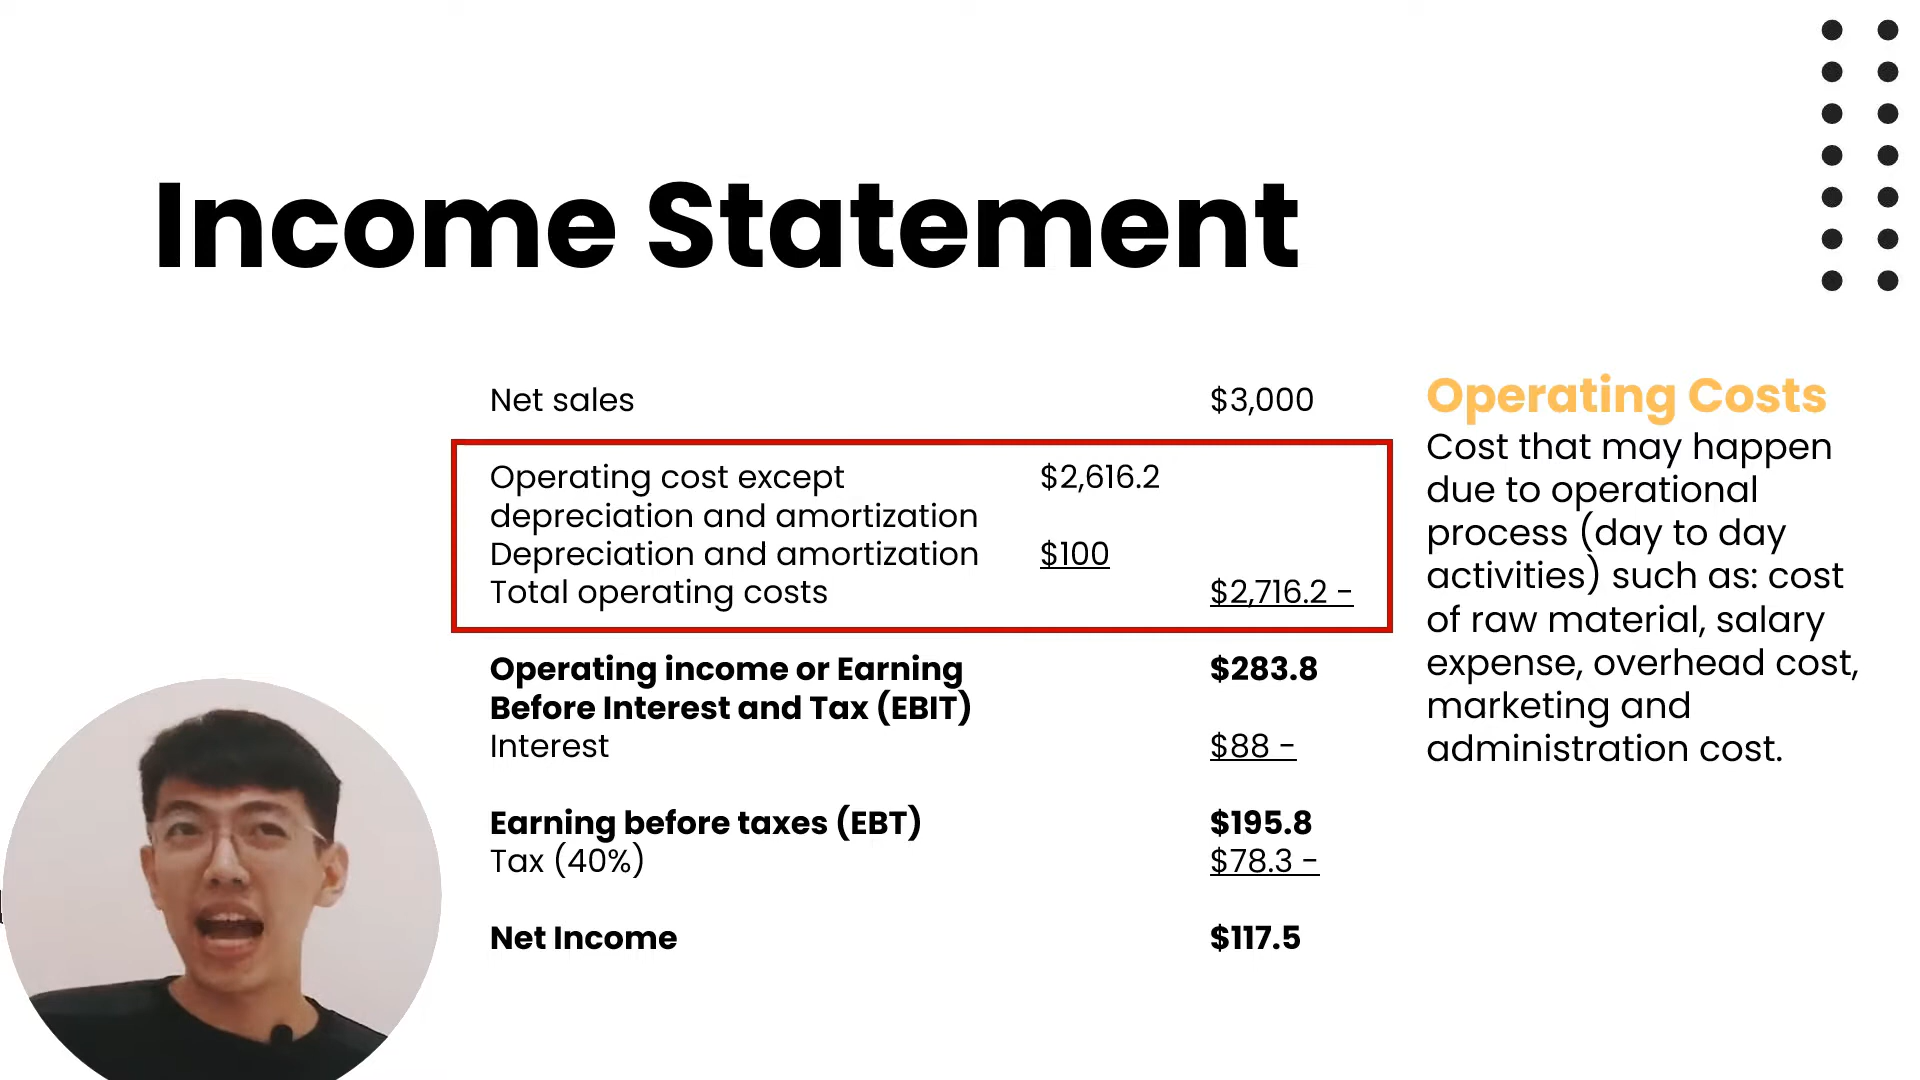 Income Statement
Net sales $3,000
Operating cost except $2,616.2
depreciation and amortization
Depreciation and amortization $100
Total operating costs $2,716.2 -
Operating income or Earning $283.8
Before Interest and Tax (EBIT)
Interest $88 -
Earning before taxes (EBT) $195.8
Tax (40%) $78.3 -
Net Income $117.5
Operating Costs
Cost that may happen
due to operational
process (day to day
activities) such as: cost
of raw material, salary
expense, overhead cost,
marketing and
administration cost.